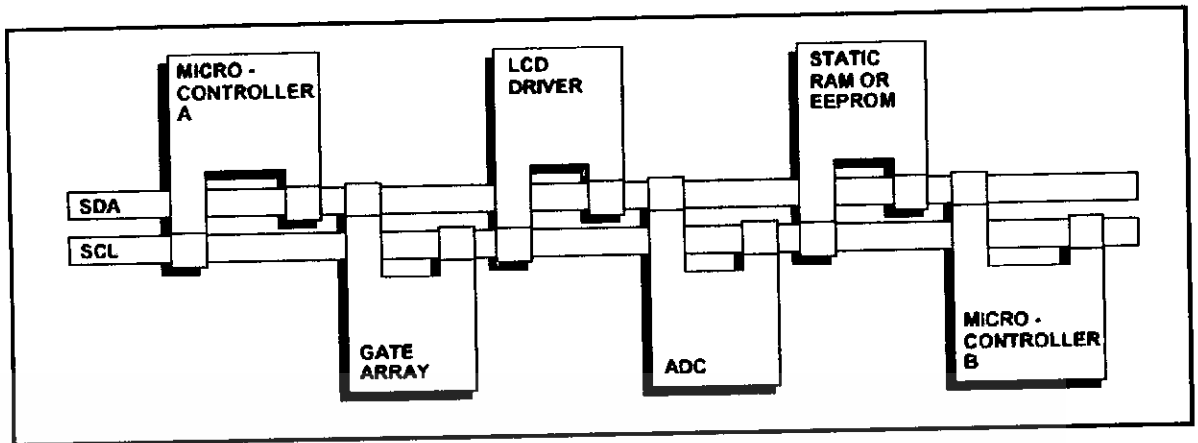 MICRO -
CONTROLLER
A
LCD
DRIVER
STATIC
RAM OR
EEPROM
SDA
SCL
GATE
ARRAY
ADC
MICRO -
CONTROLLER
B